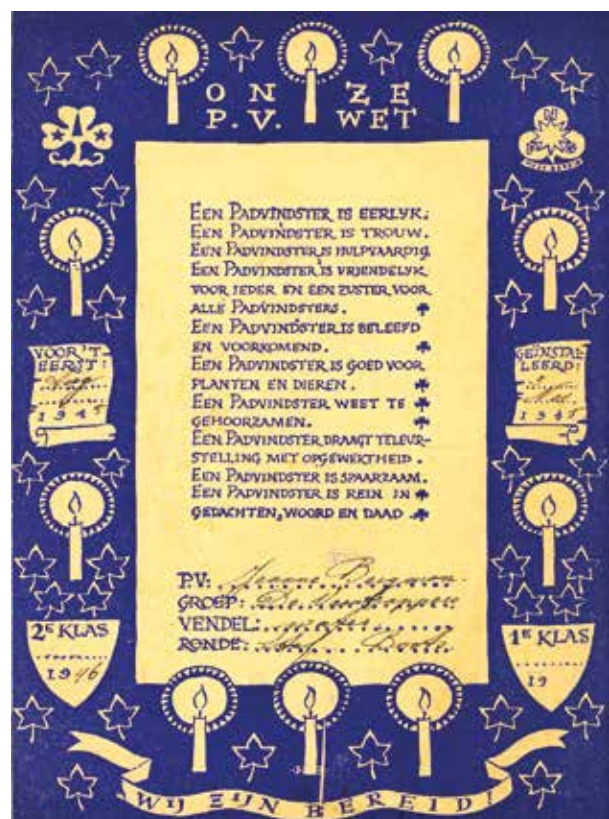 ONZE
P.V. WET
EEN PADVINDSTER IS EERLYK.
EEN PADVINDSTER IS TROUW.
EEN PADVINDSTER IS HULPVAARDIG.
EEN PADVINDSTER IS VRIENDELYK
VOOR IEDER EN EEN ZUSTER VOOR
ALLE PADVINDSTERS.
EEN PADVINDSTER IS BELEEFD
EN VOORKOMEND.
EEN PADVINDSTER IS GOED VOOR
PLANTEN EN DIEREN.
EEN PADVINDSTER WEET TE
GEHOORZAMEN.
EEN PADVINDSTER DRAAGT TELEUR-
STELLING MET OPGEWEKTHEID.
EEN PADVINDSTER IS SPAARZAAM.
EEN PADVINDSTER IS REIN IN
GEDACHTEN, WOORD EN DAAD.
VOOR'T
EERST:
1945
GEÏNSTAL-
LEERD:
1945
P.V:
GROEP: De
VENDEL:
RONDE:
2E KLAS
1946
1E KLAS
19
WIJ ZIJN BEREID!